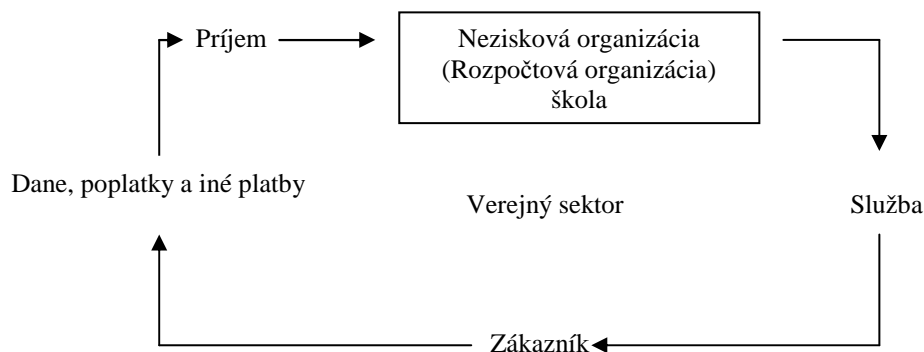 Príjem
Nezisková organizácia
(Rozpočtová organizácia)
škola
Dane, poplatky a iné platby
Verejný sektor
Služba
Zákazník